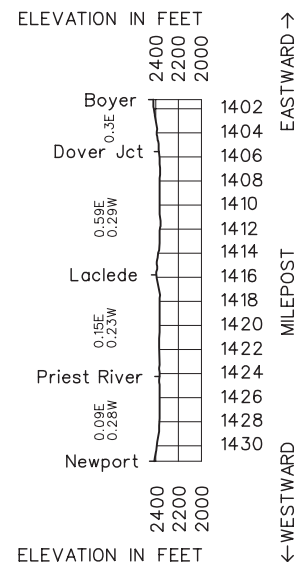 ELEVATION IN FEET
2400
2200
2000
EASTWARD →
Boyer
1402
0.3E
1404
Dover Jct
1406
1408
0.59E
0.29W
1410
1412
1414
Laclede
1416
MILEPOST
1418
0.15E
0.23W
1420
1422
Priest River
1424
1426
0.09E
0.28W
1428
1430
Newport
2400
2200
2000
← WESTWARD
ELEVATION IN FEET